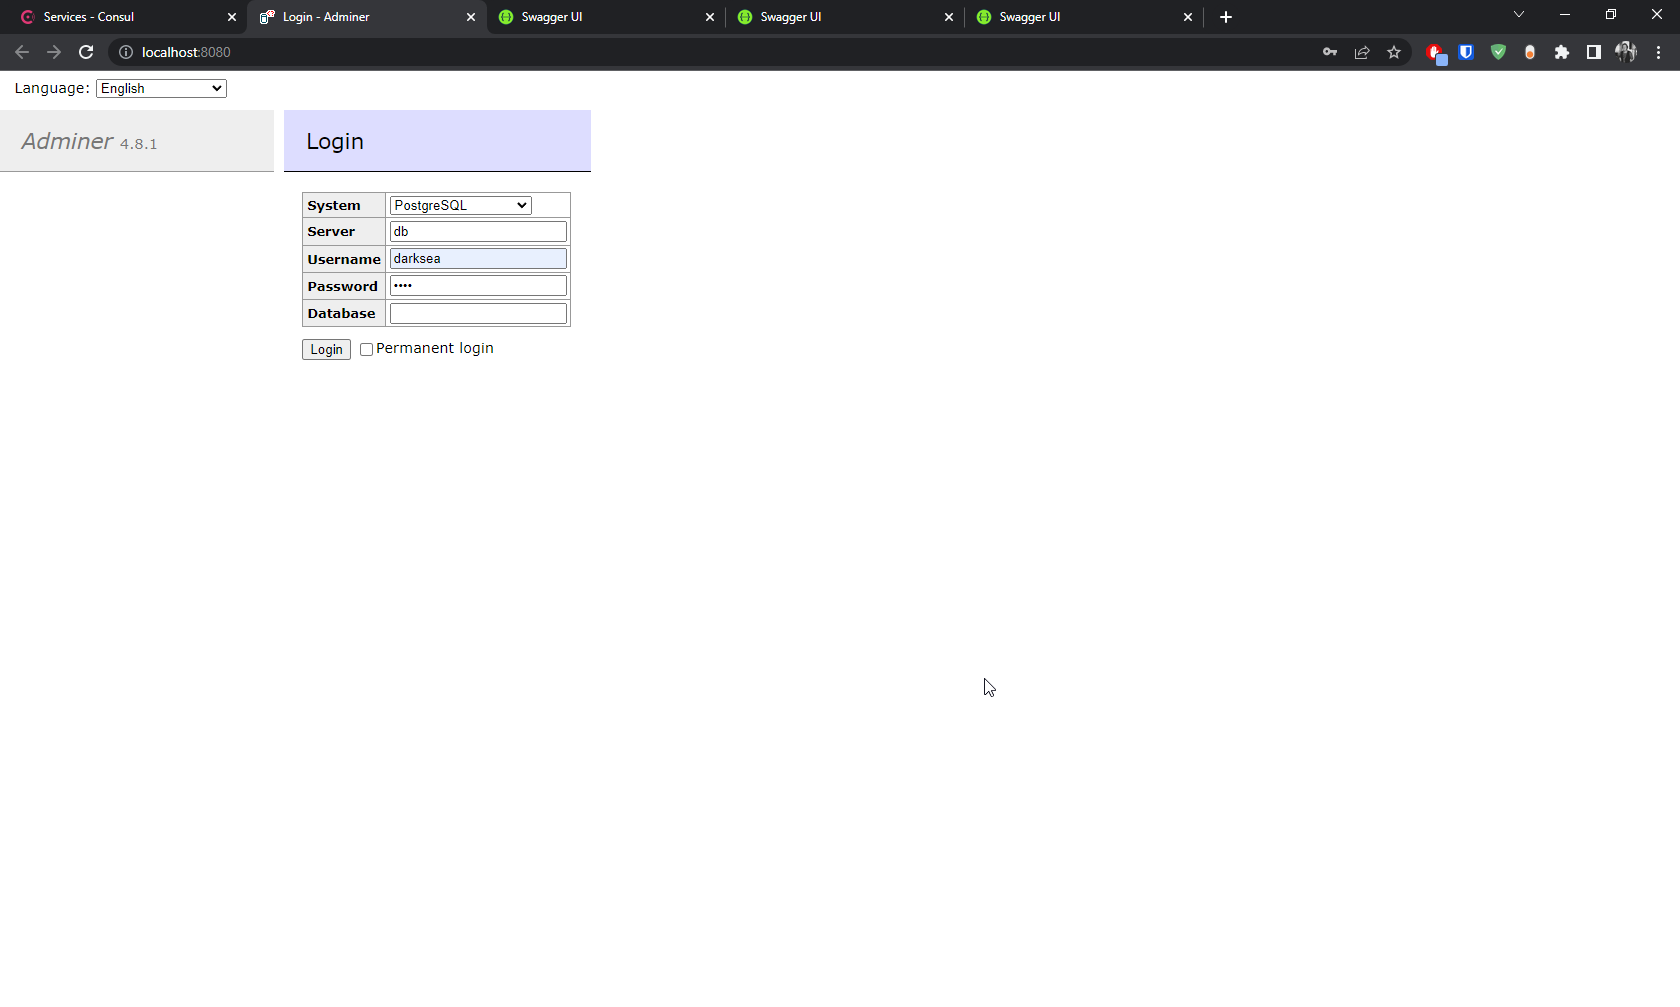 Services - Consul
Login - Adminer
Swagger UI
Swagger UI
Swagger UI
localhost:8080
Language: English
Adminer 4.8.1
Login
System PostgreSQL
Server db
Username darksea
Password ••••
Database
Login Permanent login